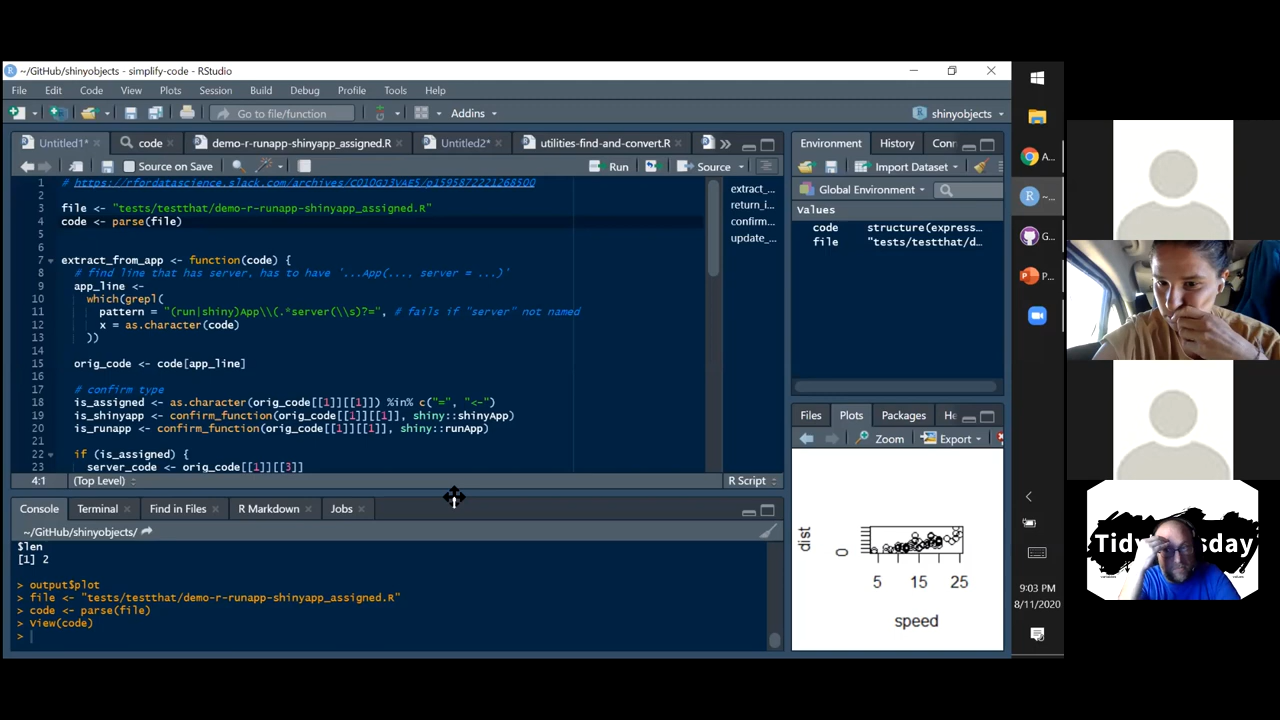 ~/GitHub/shinyobjects - simplify-code - RStudio
File Edit Code View Plots Session Build Debug Profile Tools Help
Go to file/function Addins shinyobjects
Untitled1* code demo-r-runapp-shinyapp_assigned.R Untitled2* utilities-find-and-convert.R
Source on Save Run Source
1 # https://rfordatascience.slack.com/archives/C01OGJ3VAE5/p1595872221268500
2
3 file <- "tests/testthat/demo-r-runapp-shinyapp_assigned.R"
4 code <- parse(file)
5
6
7 extract_from_app <- function(code) {
8 # find line that has server, has to have '...App(..., server = ...)'
9 app_line <-
10 which(grepl(
11 pattern = "(run|shiny)App\\(.*server(\\s)?=", # fails if "server" not named
12 x = as.character(code)
13 ))
14
15 orig_code <- code[app_line]
16
17 # confirm type
18 is_assigned <- as.character(orig_code[[1]][[1]]) %in% c("=", "<-")
19 is_shinyapp <- confirm_function(orig_code[[1]][[1]], shiny::shinyApp)
20 is_runapp <- confirm_function(orig_code[[1]][[1]], shiny::runApp)
21
22 if (is_assigned) {
23 server_code <- orig_code[[1]][[3]]
extract_...
return_i...
confirm...
update_...
4:1 (Top Level) R Script
Console Terminal Find in Files R Markdown Jobs
~/GitHub/shinyobjects/
$len
[1] 2
> output$plot
> file <- "tests/testthat/demo-r-runapp-shinyapp_assigned.R"
> code <- parse(file)
> View(code)
>
Environment History Con
Import Dataset
Global Environment
Values
code structure(express...
file "tests/testthat/d...
Files Plots Packages He
Zoom Export
dist
0
5 15 25
speed
A...
~...
G...
P...
9:03 PM
8/11/2020